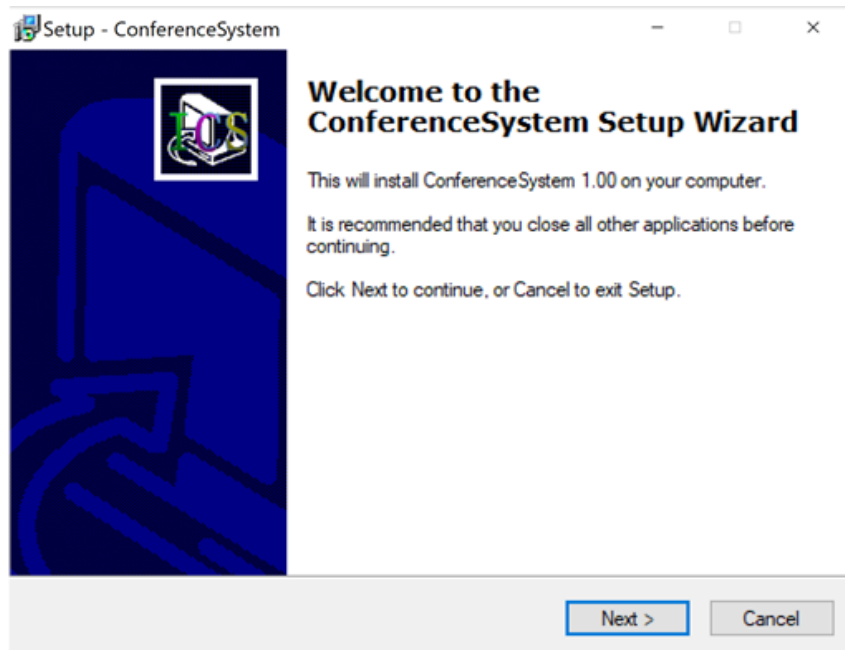 Setup - ConferenceSystem
ICS
Welcome to the
ConferenceSystem Setup Wizard
This will install ConferenceSystem 1.00 on your computer.
It is recommended that you close all other applications before
continuing.
Click Next to continue, or Cancel to exit Setup.
Next >
Cancel